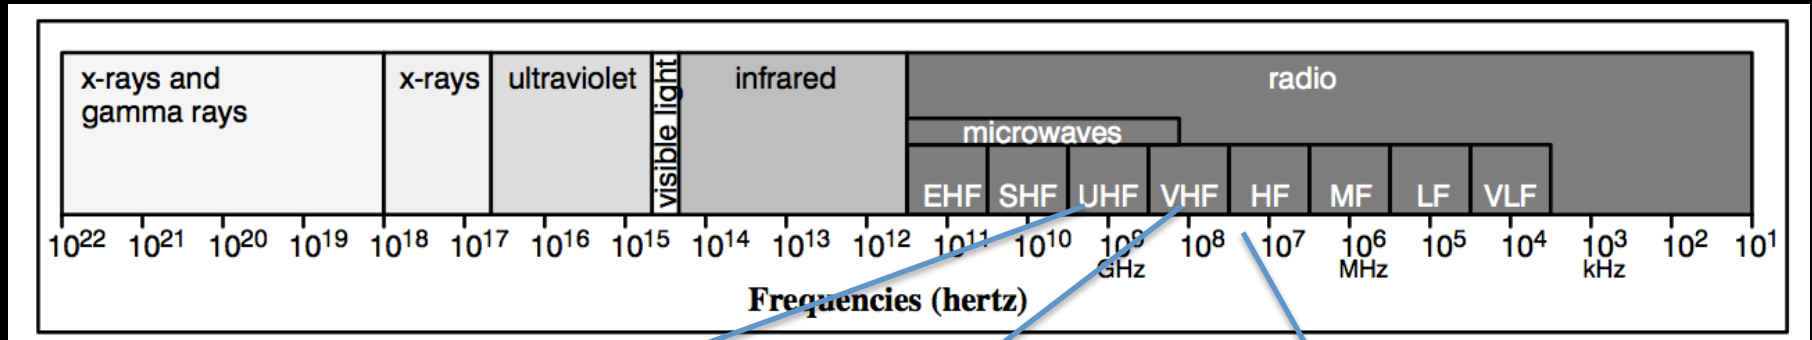 x-rays and
gamma rays
x-rays
ultraviolet
visible light
infrared
radio
microwaves
EHF SHF UHF VHF HF MF LF VLF
10²² 10²¹ 10²⁰ 10¹⁹ 10¹⁸ 10¹⁷ 10¹⁶ 10¹⁵ 10¹⁴ 10¹³ 10¹² 10¹¹ 10¹⁰ 10⁹ 10⁸ 10⁷ 10⁶ 10⁵ 10⁴ 10³ 10² 10¹
GHz MHz kHz
Frequencies (hertz)